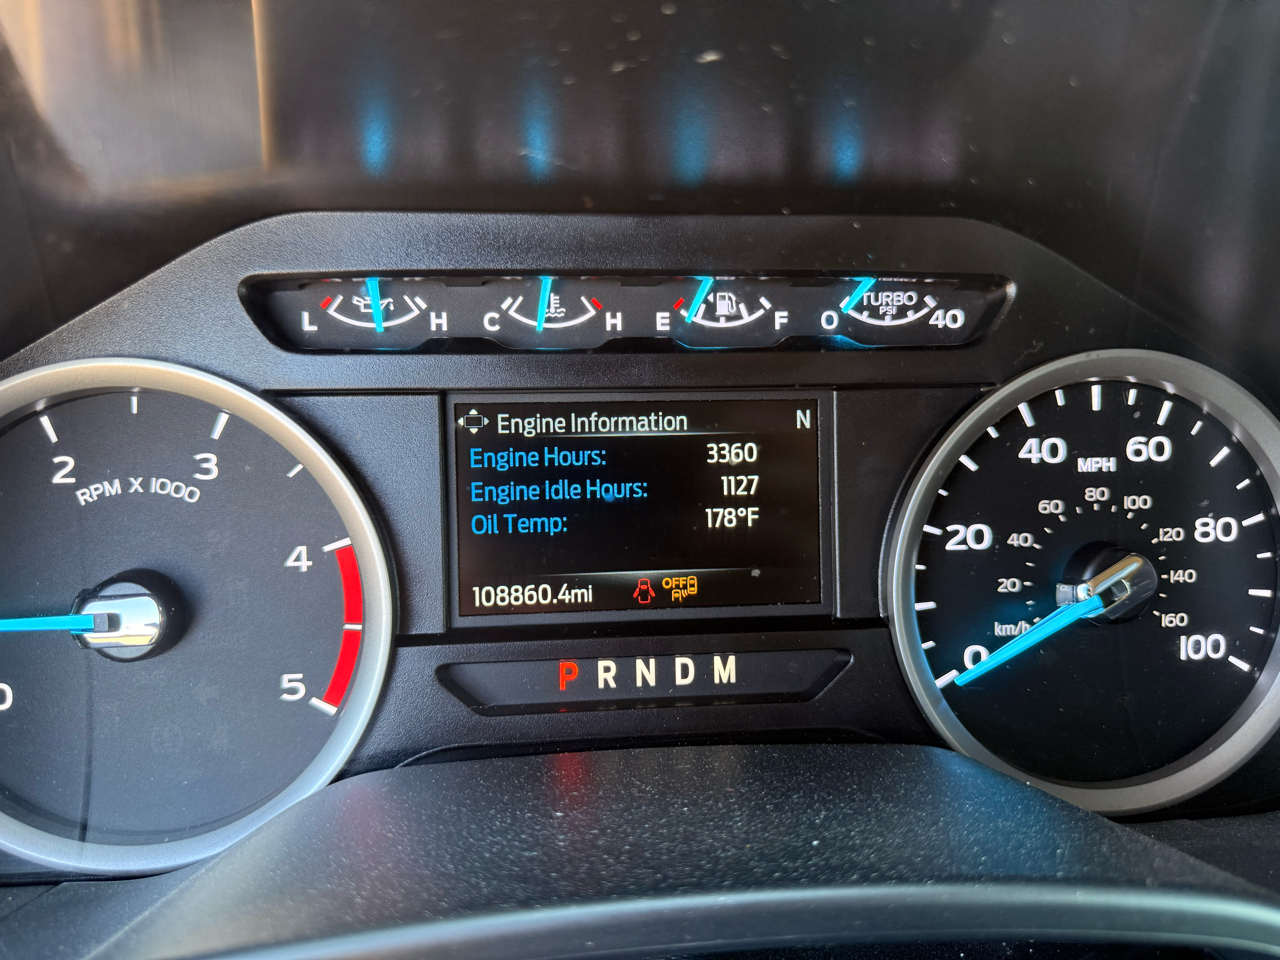 L H C H E F 0 TURBO PSI 40
Engine Information N
Engine Hours: 3360
Engine Idle Hours: 1127
Oil Temp: 178°F
108860.4mi OFF
P R N D M
0 2 3 4 5
RPM X 1000
0 20 40 60 80 100
MPH
20 40 60 80 100 120 140 160
km/h